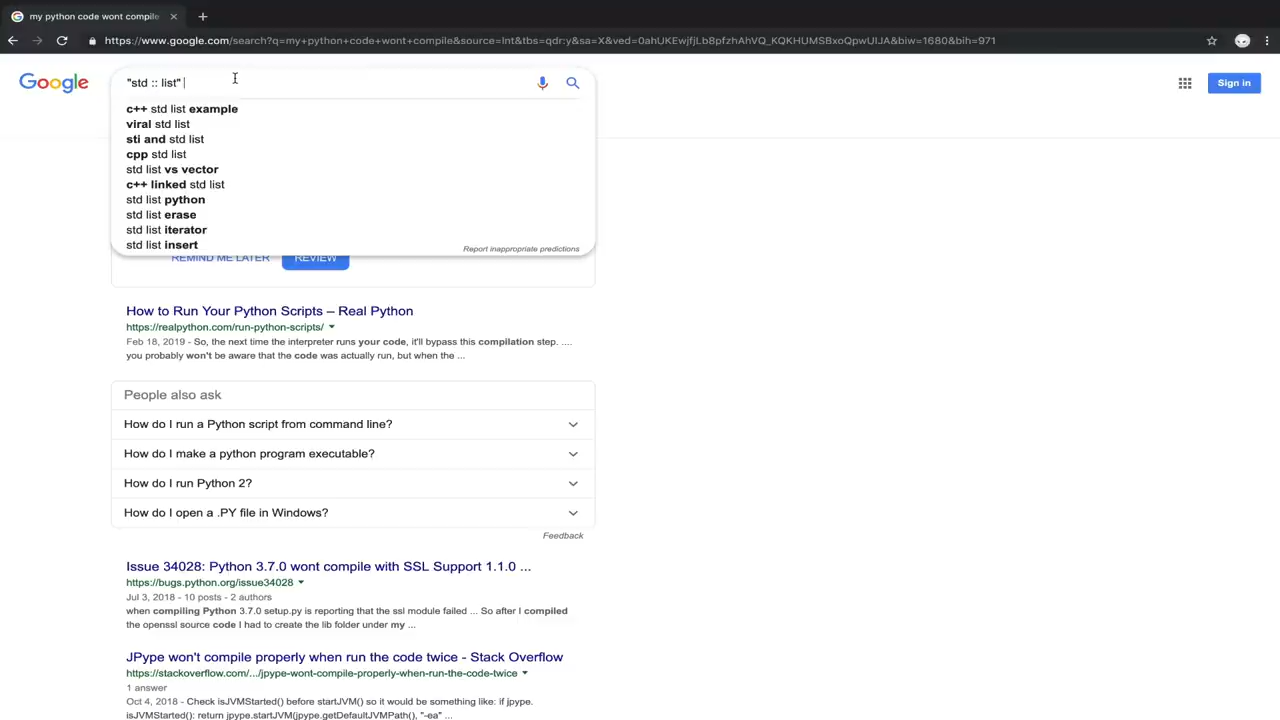 my python code wont compile
https://www.google.com/search?q=my+python+code+wont+compile&source=lnt&tbs=qdr:y&sa=X&ved=0ahUKEwjfjLb8pfzhAhVQ_KQKHUMSBxoQpwUIJA&biw=1680&bih=971
Google
"std :: list"
Sign in
c++ std list example
viral std list
sti and std list
cpp std list
std list vs vector
c++ linked std list
std list python
std list erase
std list iterator
std list insert
Report inappropriate predictions
REMIND ME LATER
REVIEW
How to Run Your Python Scripts – Real Python
https://realpython.com/run-python-scripts/
Feb 18, 2019 - So, the next time the interpreter runs your code, it'll bypass this compilation step. ....
you probably won't be aware that the code was actually run, but when the ...
People also ask
How do I run a Python script from command line?
How do I make a python program executable?
How do I run Python 2?
How do I open a .PY file in Windows?
Feedback
Issue 34028: Python 3.7.0 wont compile with SSL Support 1.1.0 ...
https://bugs.python.org/issue34028
Jul 3, 2018 - 10 posts - 2 authors
when compiling Python 3.7.0 setup.py is reporting that the ssl module failed ... So after I compiled
the openssl source code I had to create the lib folder under my ...
JPype won't compile properly when run the code twice - Stack Overflow
https://stackoverflow.com/.../jpype-wont-compile-properly-when-run-the-code-twice
1 answer
Oct 4, 2018 - Check isJVMStarted() before startJVM() so it would be something like: if jpype.
isJVMStarted(): return jpype.startJVM(jpype.getDefaultJVMPath(), "-ea" ...